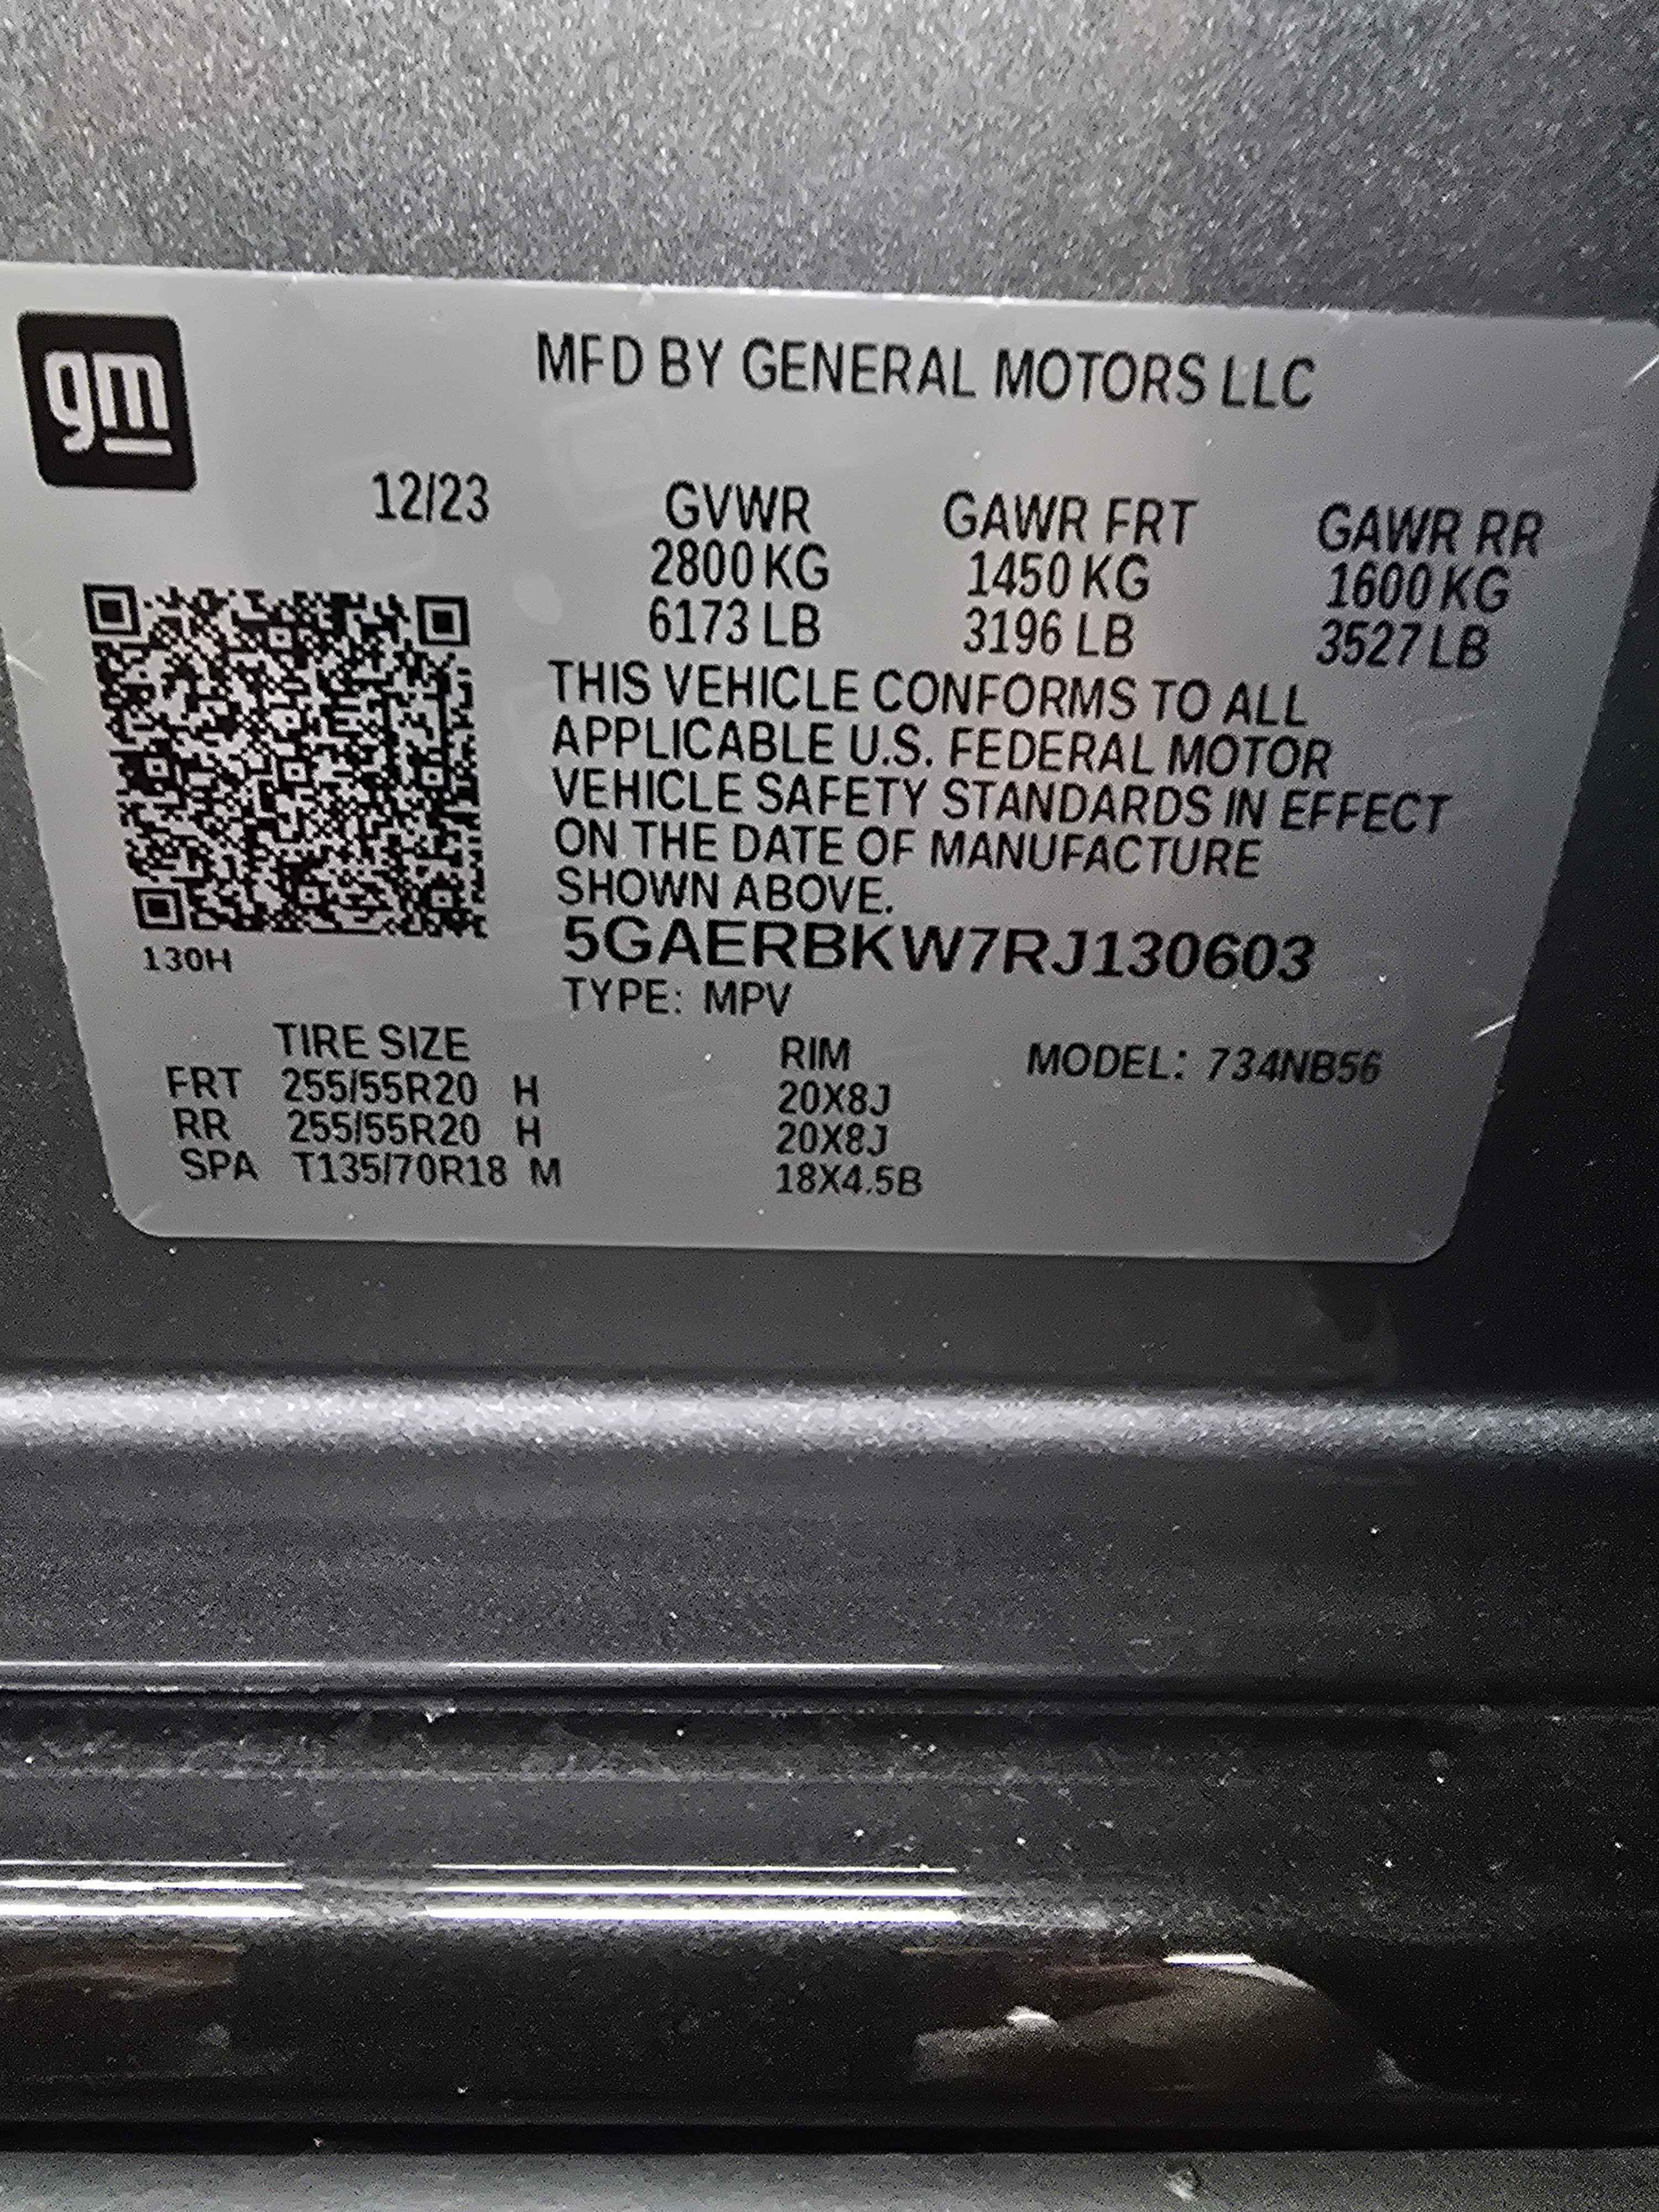 gm
MFD BY GENERAL MOTORS LLC
12/23 GVWR GAWR FRT GAWR RR
2800 KG 1450 KG 1600 KG
6173 LB 3196 LB 3527 LB
THIS VEHICLE CONFORMS TO ALL
APPLICABLE U.S. FEDERAL MOTOR
VEHICLE SAFETY STANDARDS IN EFFECT
ON THE DATE OF MANUFACTURE
SHOWN ABOVE.
5GAERBKW7RJ130603
130H
TYPE: MPV
TIRE SIZE RIM MODEL: 734NB56
FRT 255/55R20 H 20X8J
RR 255/55R20 H 20X8J
SPA T135/70R18 M 18X4.5B